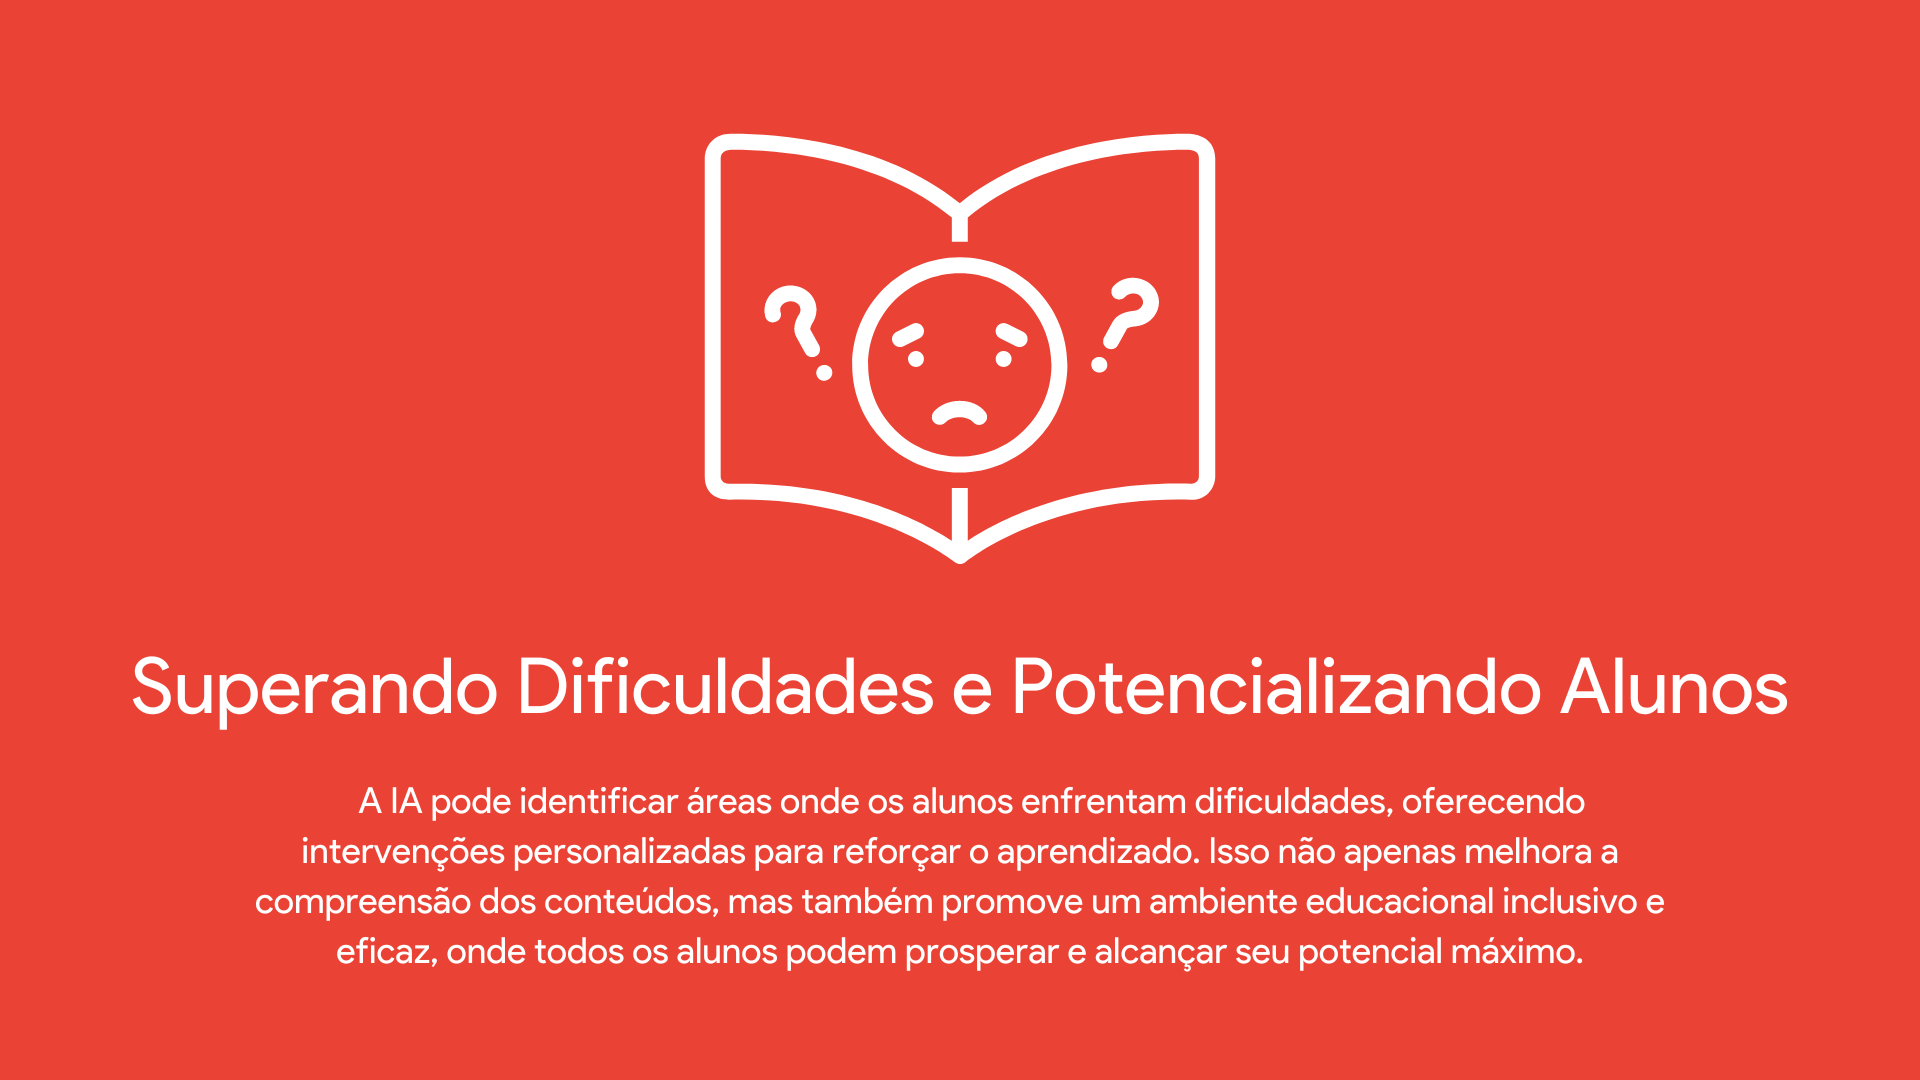 Superando Dificuldades e Potencializando Alunos
A IA pode identificar áreas onde os alunos enfrentam dificuldades, oferecendo
intervenções personalizadas para reforçar o aprendizado. Isso não apenas melhora a
compreensão dos conteúdos, mas também promove um ambiente educacional inclusivo e
eficaz, onde todos os alunos podem prosperar e alcançar seu potencial máximo.